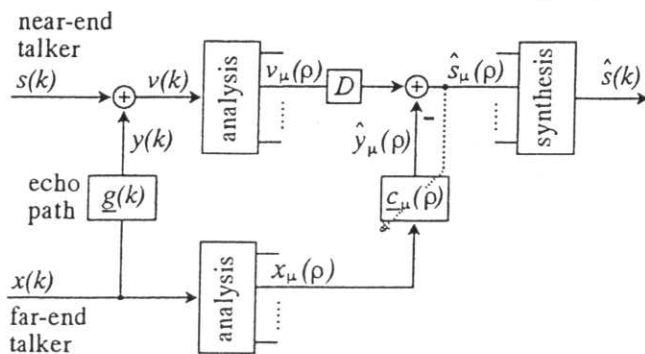 near-end
talker
s(k)
v(k)
analysis
v_μ(ρ)
D
ŝ_μ(ρ)
synthesis
ŝ(k)
y(k)
ŷ_μ(ρ)
echo
path
g(k)
c_μ(ρ)
x(k)
analysis
x_μ(ρ)
far-end
talker